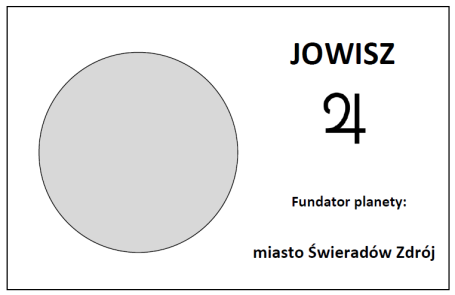 JOWISZ
♃
Fundator planety:
miasto Świeradów Zdrój